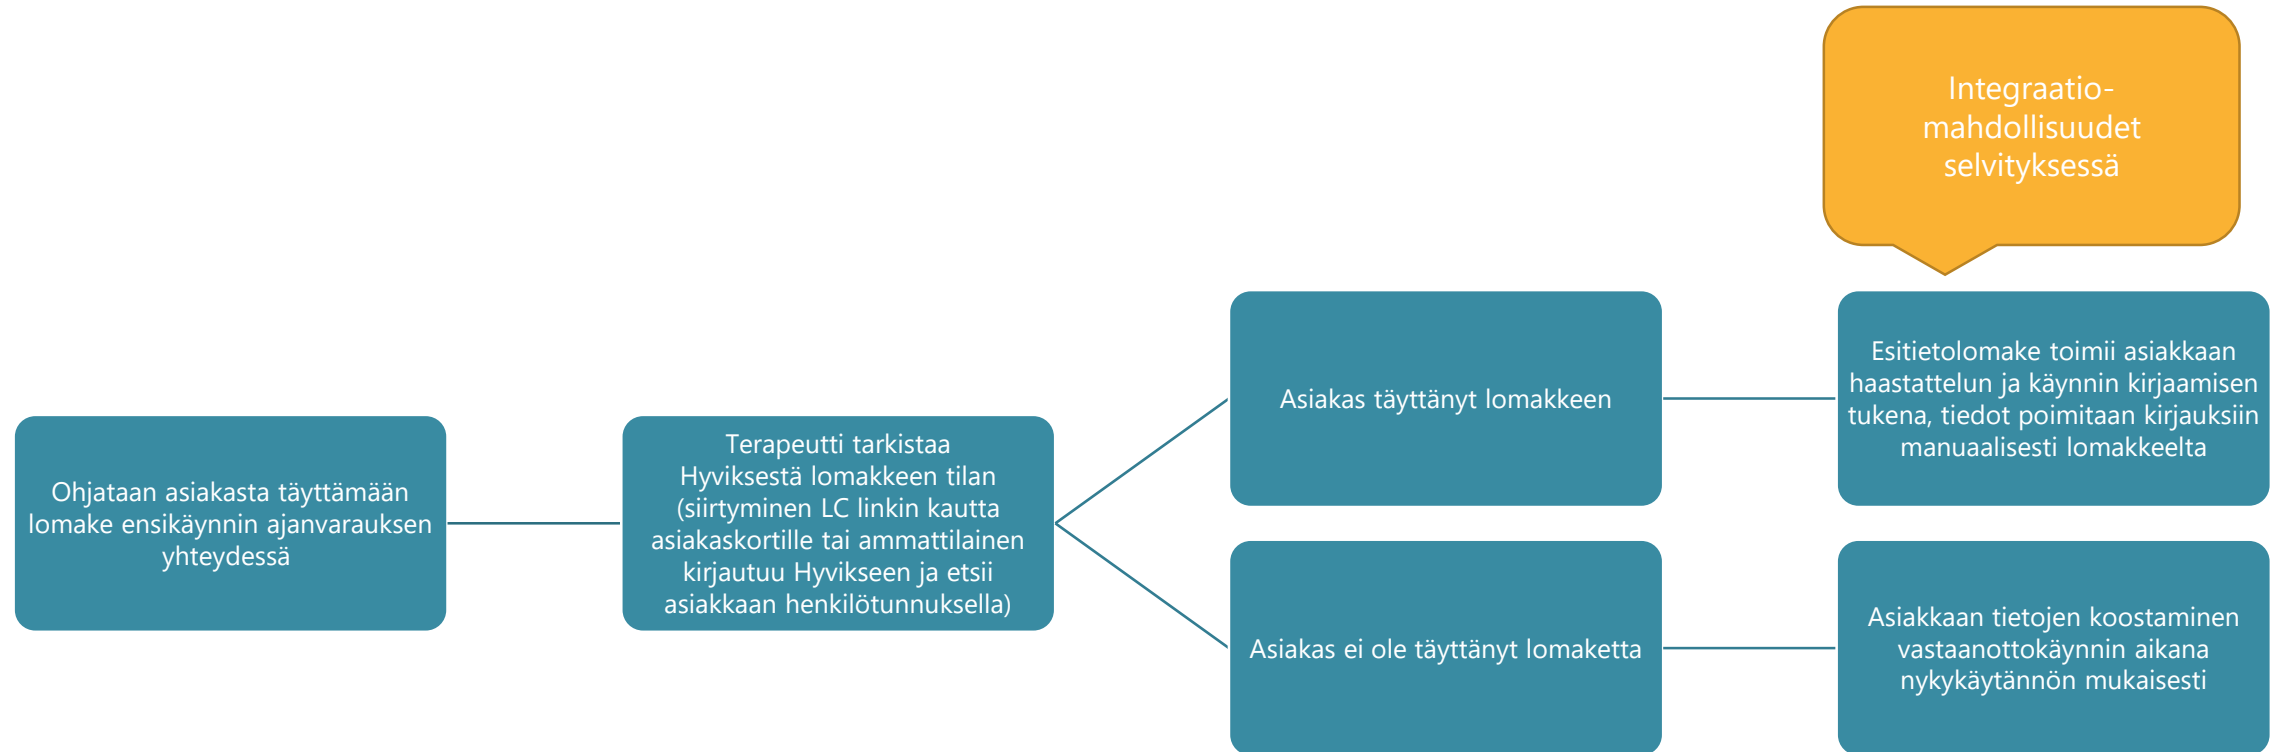 Integraatio-
mahdollisuudet
selvityksessä
Ohjataan asiakasta täyttämään
lomake ensikäynnin ajanvarauksen
yhteydessä
Terapeutti tarkistaa
Hyviksestä lomakkeen tilan
(siirtyminen LC linkin kautta
asiakaskortille tai ammattilainen
kirjautuu Hyvikseen ja etsii
asiakkaan henkilötunnuksella)
Asiakas täyttänyt lomakkeen
Esitietolomake toimii asiakkaan
haastattelun ja käynnin kirjaamisen
tukena, tiedot poimitaan kirjauksiin
manuaalisesti lomakkeelta
Asiakas ei ole täyttänyt lomaketta
Asiakkaan tietojen koostaminen
vastaanottokäynnin aikana
nykykäytännön mukaisesti